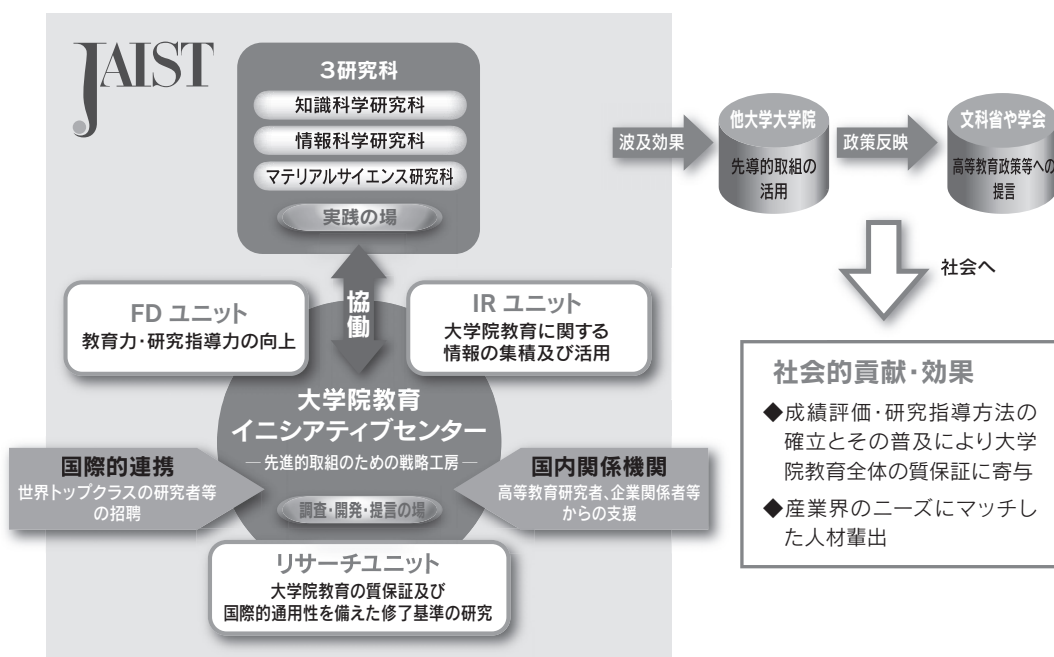 JAIST
3研究科
知識科学研究科
情報科学研究科
マテリアルサイエンス研究科
実践の場
協働
FD ユニット
教育力・研究指導力の向上
IR ユニット
大学院教育に関する
情報の集積及び活用
大学院教育
イニシアティブセンター
― 先進的取組のための戦略工房 ―
調査・開発・提言の場
国際的連携
世界トップクラスの研究者等
の招聘
国内関係機関
高等教育研究者、企業関係者等
からの支援
リサーチユニット
大学院教育の質保証及び
国際的通用性を備えた修了基準の研究
波及効果
他大学大学院
先導的取組の
活用
政策反映
文科省や学会
高等教育政策等への
提言
社会へ
社会的貢献・効果
◆成績評価・研究指導方法の
確立とその普及により大学
院教育全体の質保証に寄与
◆産業界のニーズにマッチし
た人材輩出